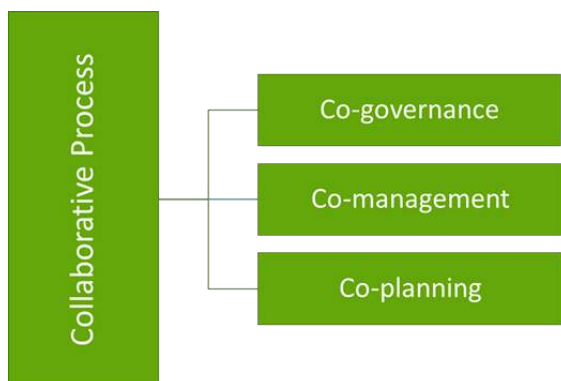 Collaborative Process
Co-governance
Co-management
Co-planning